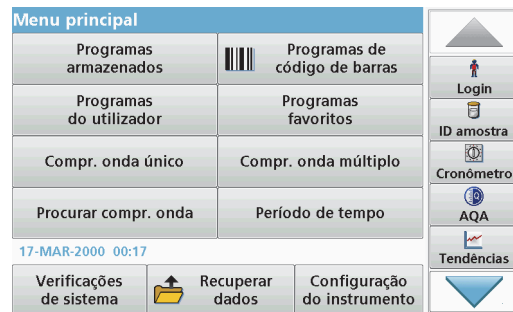 Menu principal
Programas
armazenados
Programas de
código de barras
Programas
do utilizador
Programas
favoritos
Compr. onda único
Compr. onda múltiplo
Procurar compr. onda
Período de tempo
17-MAR-2000 00:17
Verificações
de sistema
Recuperar
dados
Configuração
do instrumento
Login
ID amostra
Cronômetro
AQA
Tendências